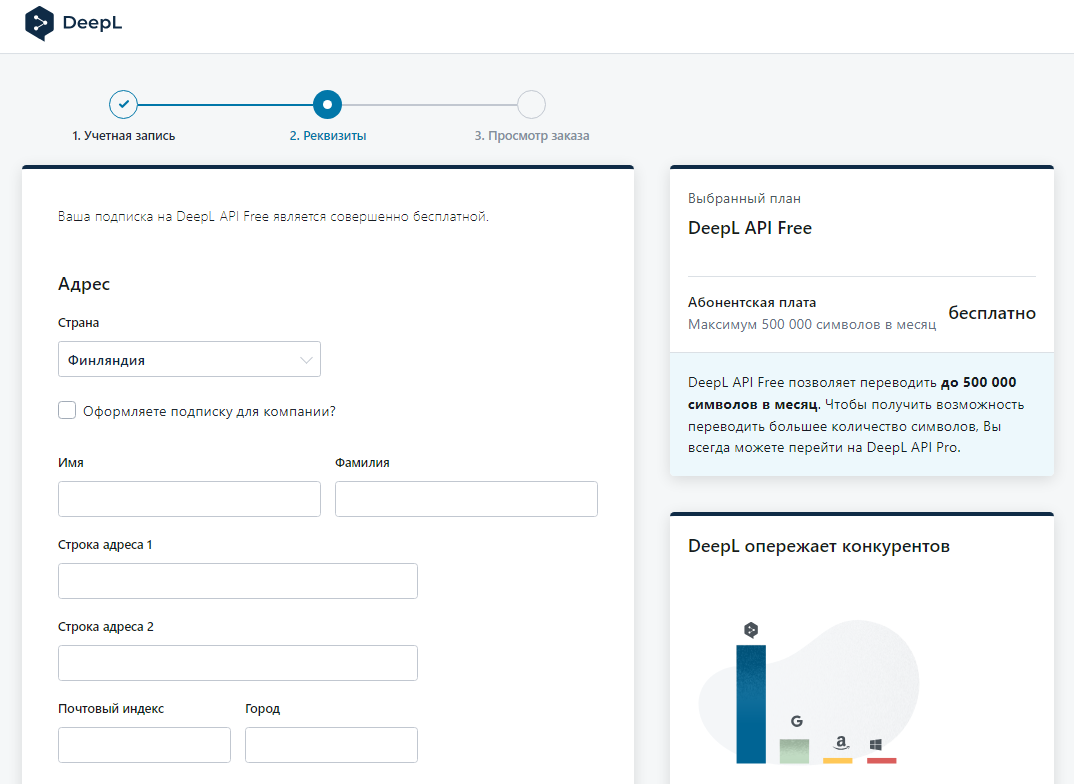 DeepL
1. Учетная запись
2. Реквизиты
3. Просмотр заказа
Ваша подписка на DeepL API Free является совершенно бесплатной.
Адрес
Страна
Финляндия
Оформляете подписку для компании?
Имя
Фамилия
Строка адреса 1
Строка адреса 2
Почтовый индекс
Город
Выбранный план
DeepL API Free
Абонентская плата
Максимум 500 000 символов в месяц
бесплатно
DeepL API Free позволяет переводить до 500 000
символов в месяц. Чтобы получить возможность
переводить большее количество символов, Вы
всегда можете перейти на DeepL API Pro.
DeepL опережает конкурентов
G
a